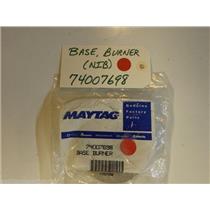 BASE, BURNER
(NIB)
74007698
MAYTAG
Genuine
Factory
Parts
74007698
BASE BURNER